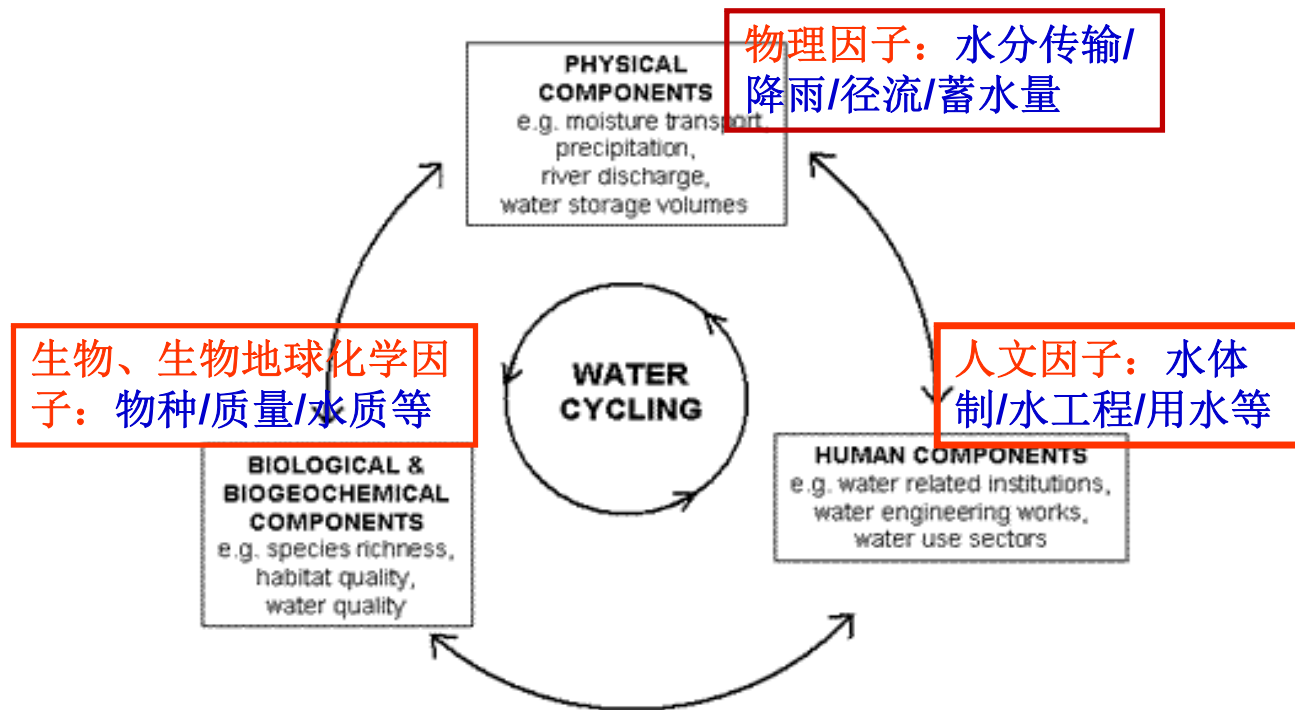 物理因子：水分传输/
降雨/径流/蓄水量
PHYSICAL
COMPONENTS
e.g. moisture transport,
precipitation,
river discharge,
water storage volumes
生物、生物地球化学因
子：物种/质量/水质等
WATER
CYCLING
人文因子：水体
制/水工程/用水等
BIOLOGICAL &
BIOGEOCHEMICAL
COMPONENTS
e.g. species richness,
habitat quality,
water quality
HUMAN COMPONENTS
e.g. water related institutions,
water engineering works,
water use sectors